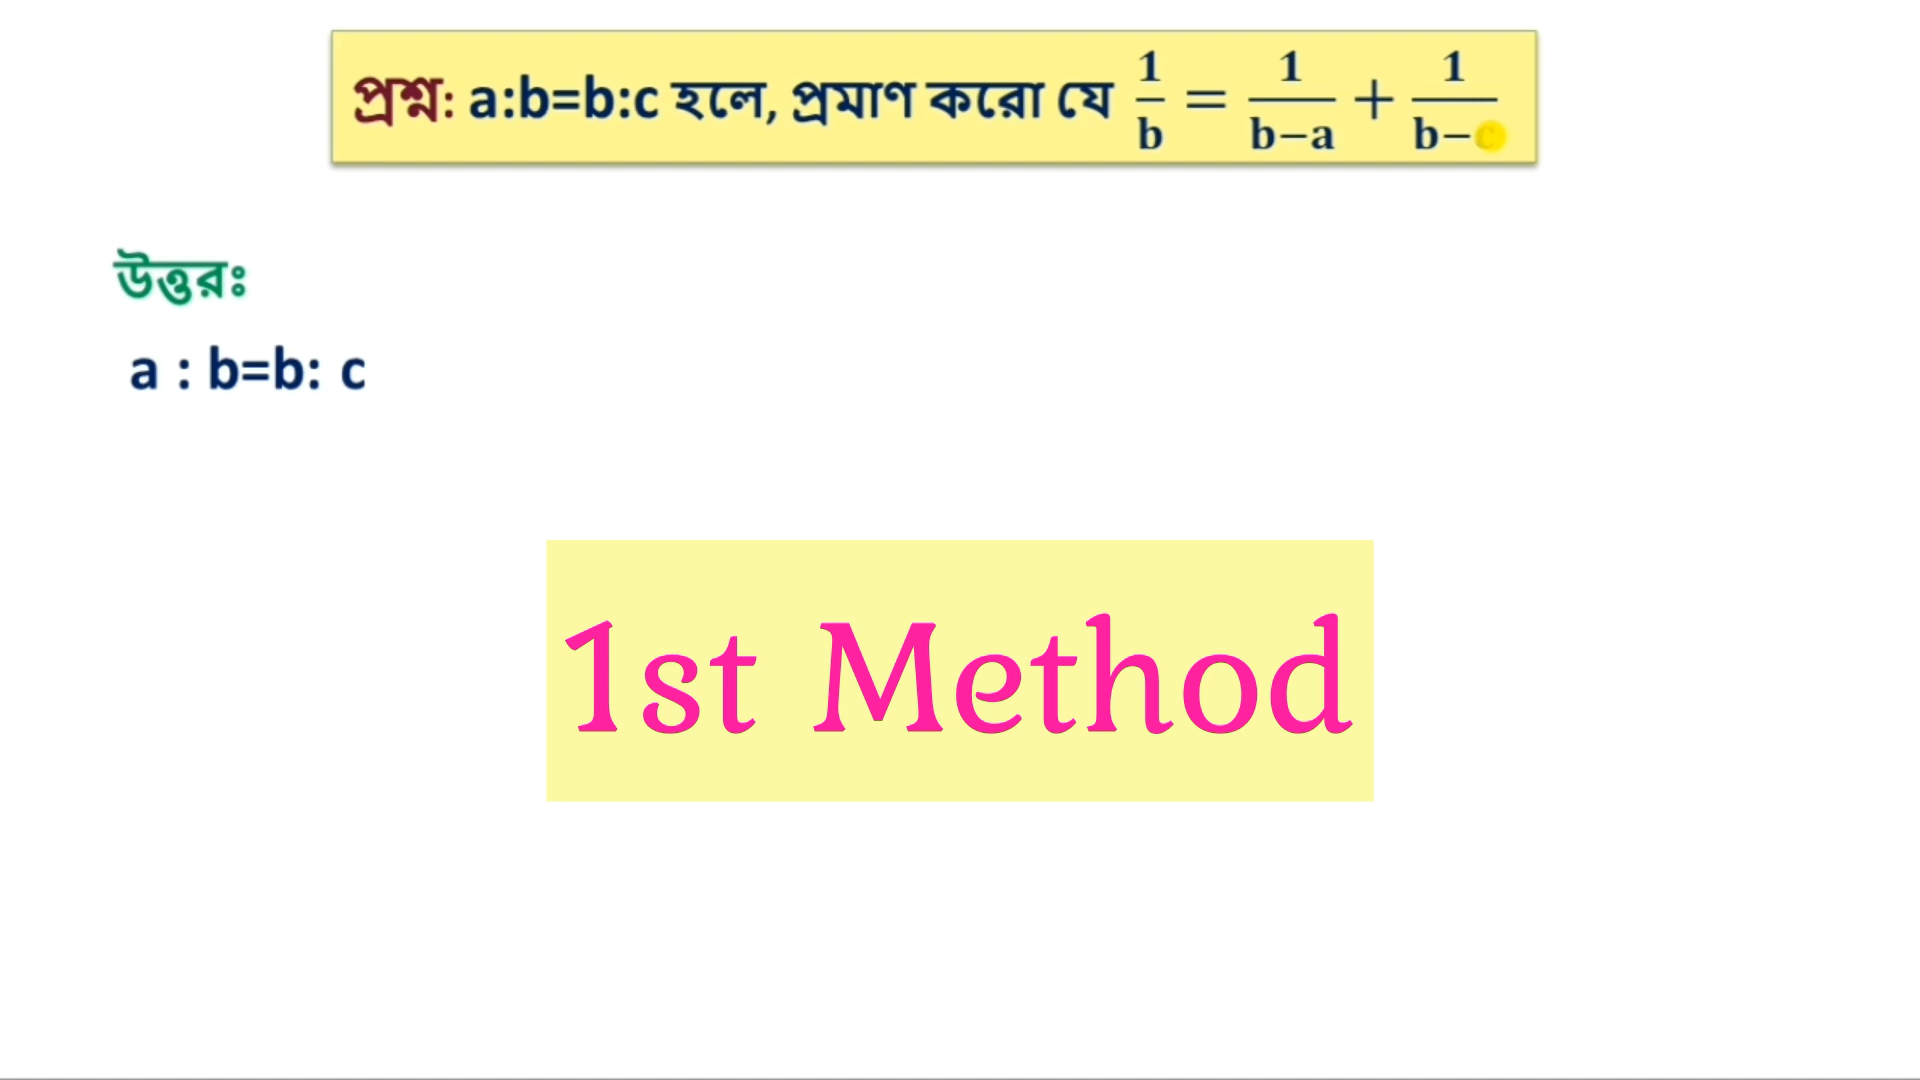 প্রশ্ন: a:b=b:c হলে, প্রমাণ করো যে 1/b = 1/(b−a) + 1/(b−c)
উত্তরঃ
a : b=b: c
1st Method